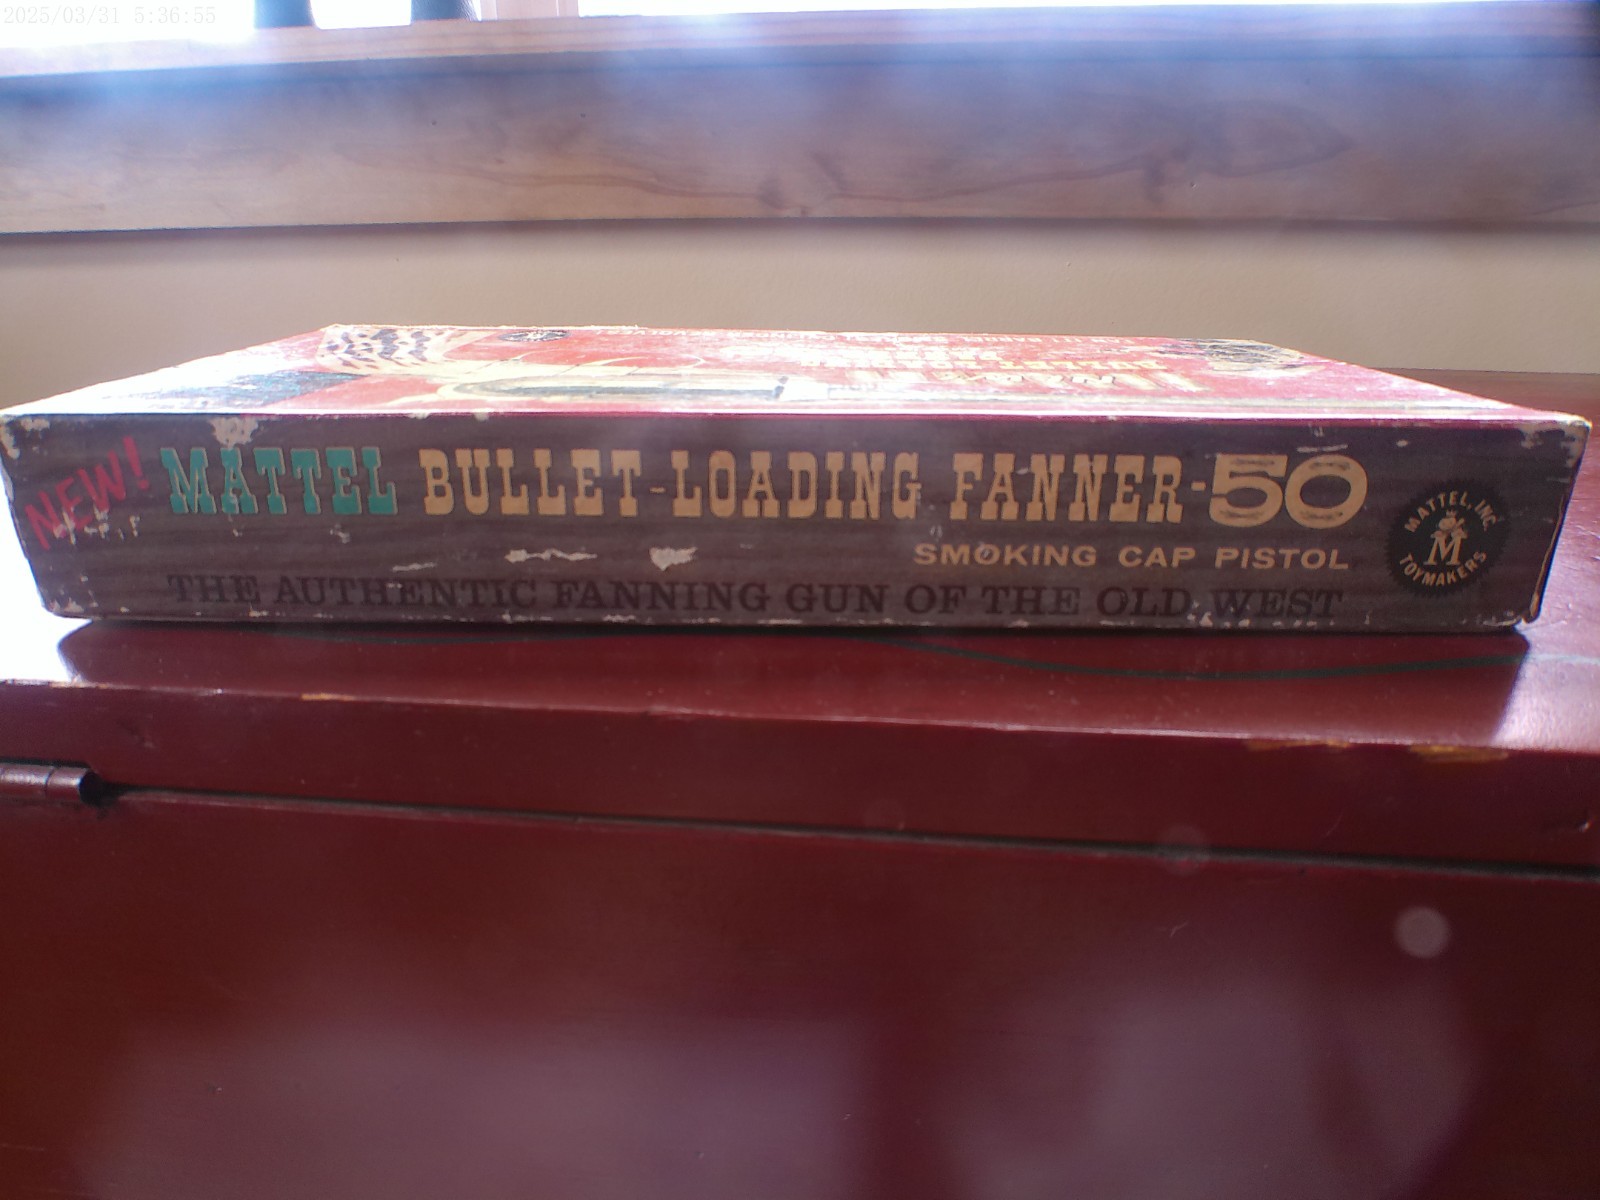 2025/03/31 5:36:55
NEW! MATTEL BULLET-LOADING FANNER-50
SMOKING CAP PISTOL
THE AUTHENTIC FANNING GUN OF THE OLD WEST
MATTEL, INC.
M
TOYMAKERS